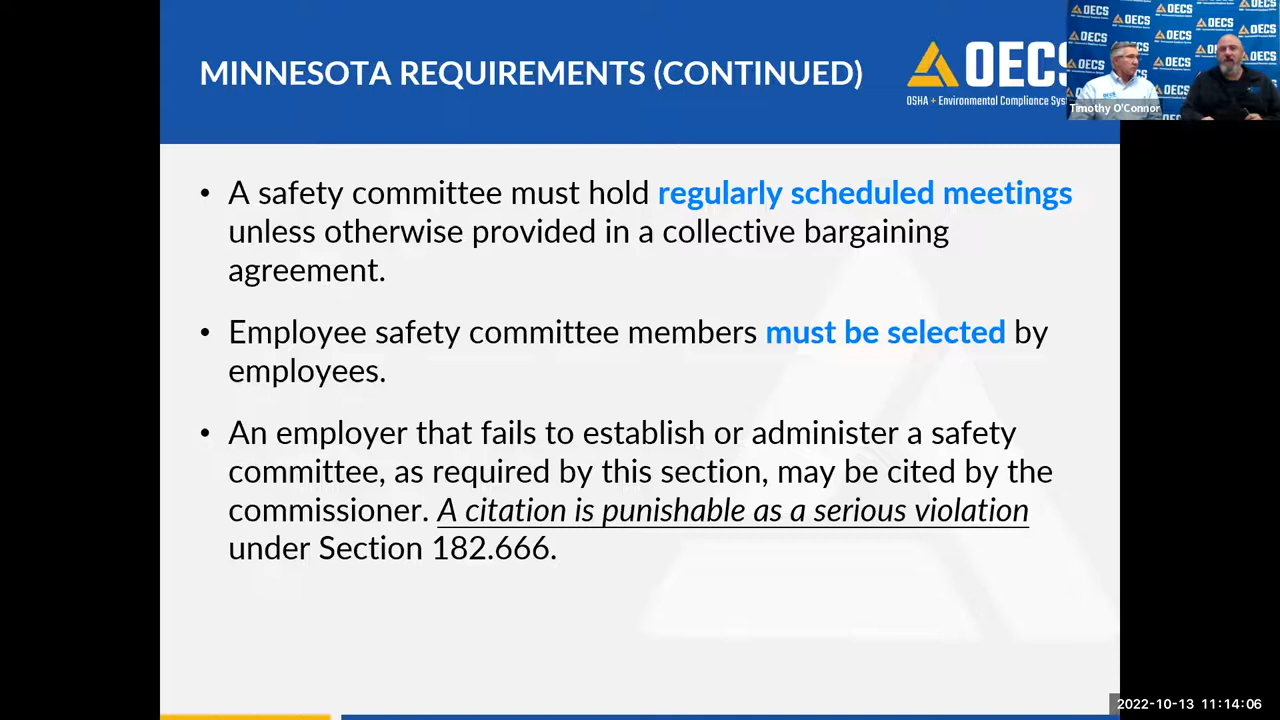 MINNESOTA REQUIREMENTS (CONTINUED)
OECS
OSHA + Environmental Compliance
Timothy O'Connor
• A safety committee must hold regularly scheduled meetings
unless otherwise provided in a collective bargaining
agreement.
• Employee safety committee members must be selected by
employees.
• An employer that fails to establish or administer a safety
committee, as required by this section, may be cited by the
commissioner. A citation is punishable as a serious violation
under Section 182.666.
2022-10-13 11:14:06